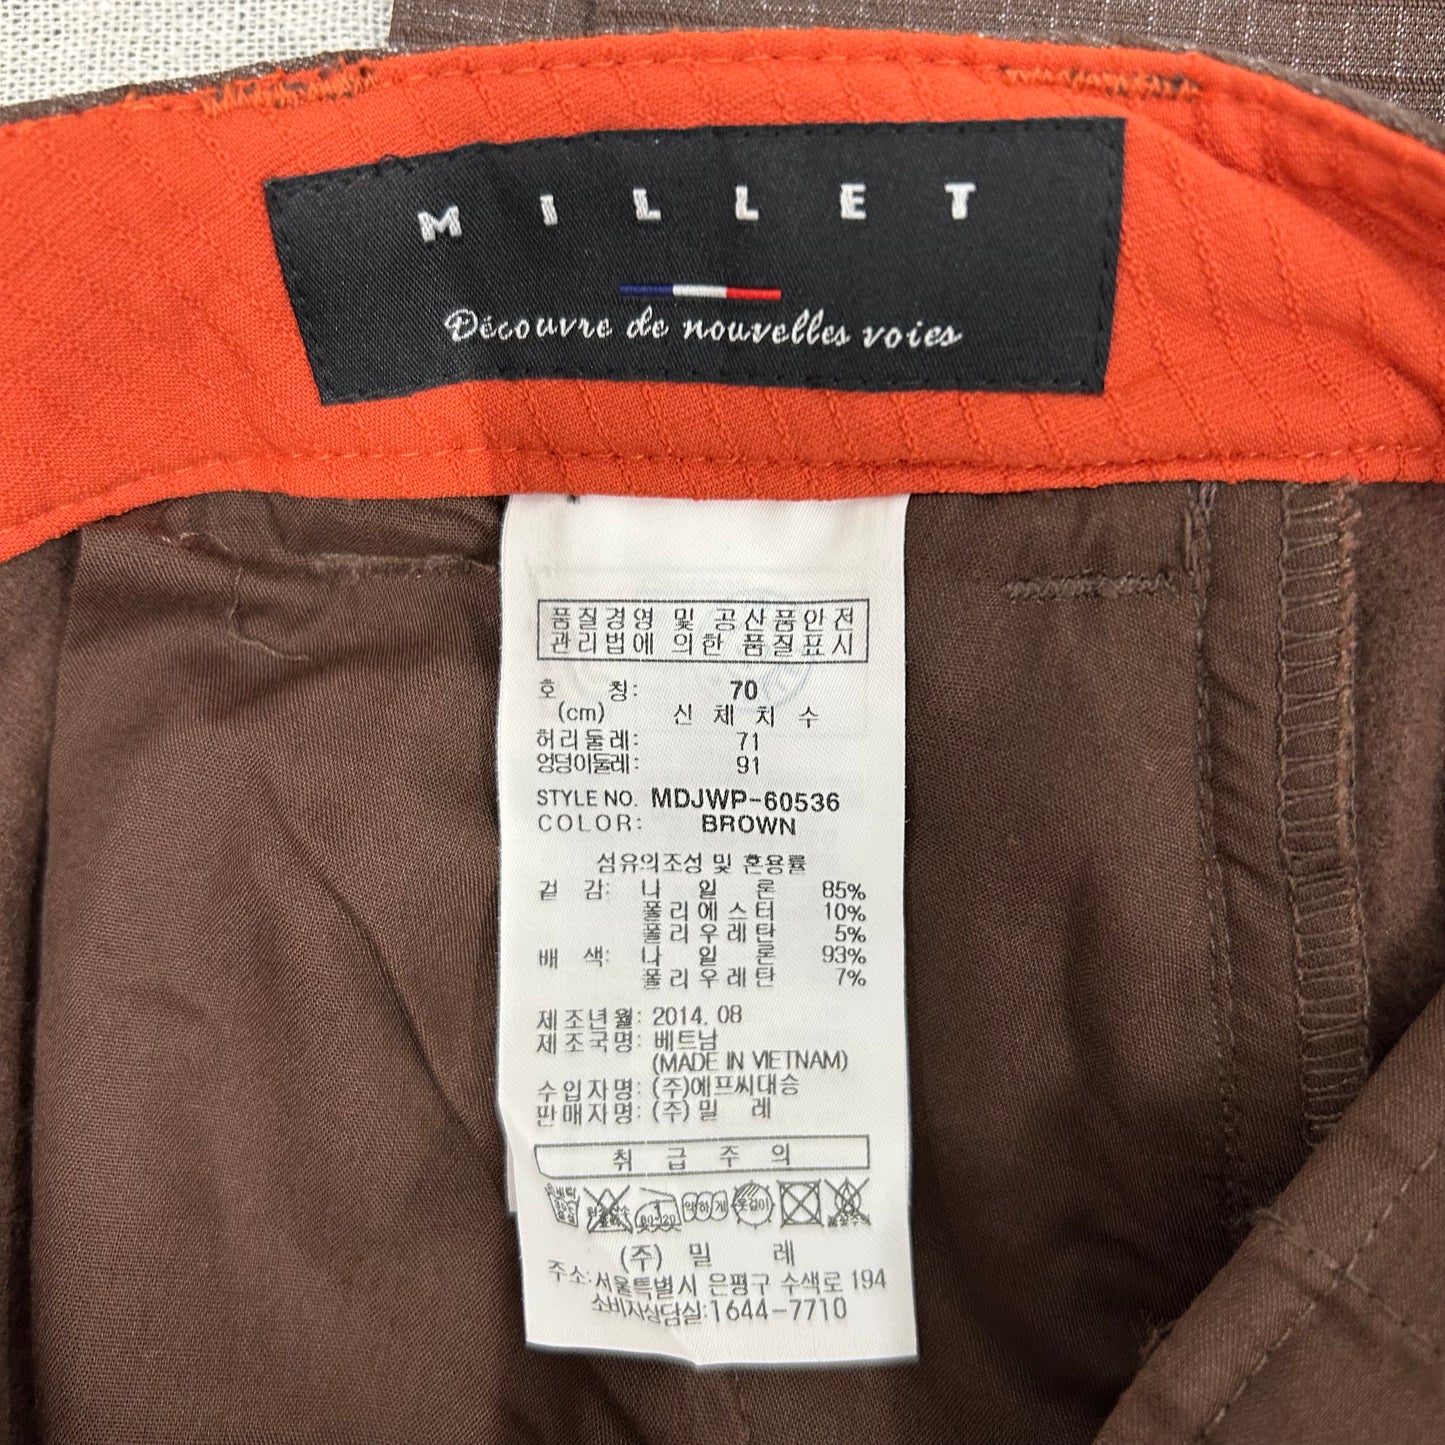 MILLET
Découvre de nouvelles voies
품질경영 및 공산품안전
관리법에 의한 품질표시
호 칭: 70
(cm) 신 체 치 수
허리둘레: 71
엉덩이둘레: 91
STYLE NO. MDJWP-60536
COLOR: BROWN
섬유의조성 및 혼용률
겉 감: 나 일 론 85%
폴리에스터 10%
폴리우레탄 5%
배 색: 나 일 론 93%
폴리우레탄 7%
제조년월: 2014. 08
제조국명: 베트남
(MADE IN VIETNAM)
수입자명: (주)에프씨대승
판매자명: (주) 밀 레
취 급 주 의
약하게 옷걸이
(주) 밀 레
주소:서울특별시 은평구 수색로 194
소비자상담실:1644-7710